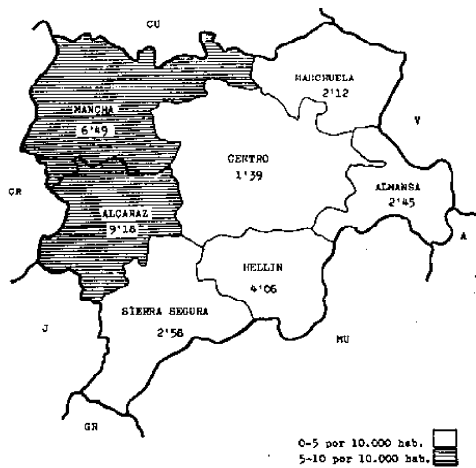 CU
MANCHUELA
2'12
MANCHA
6'49
V
CENTRO
1'39
CR
ALMANSA
2'45
ALCARAZ
9'18
A
HELLIN
4'06
SIERRA SEGURA
2'58
J
MU
GR
0-5 por 10.000 hab.
5-10 por 10.000 hab.